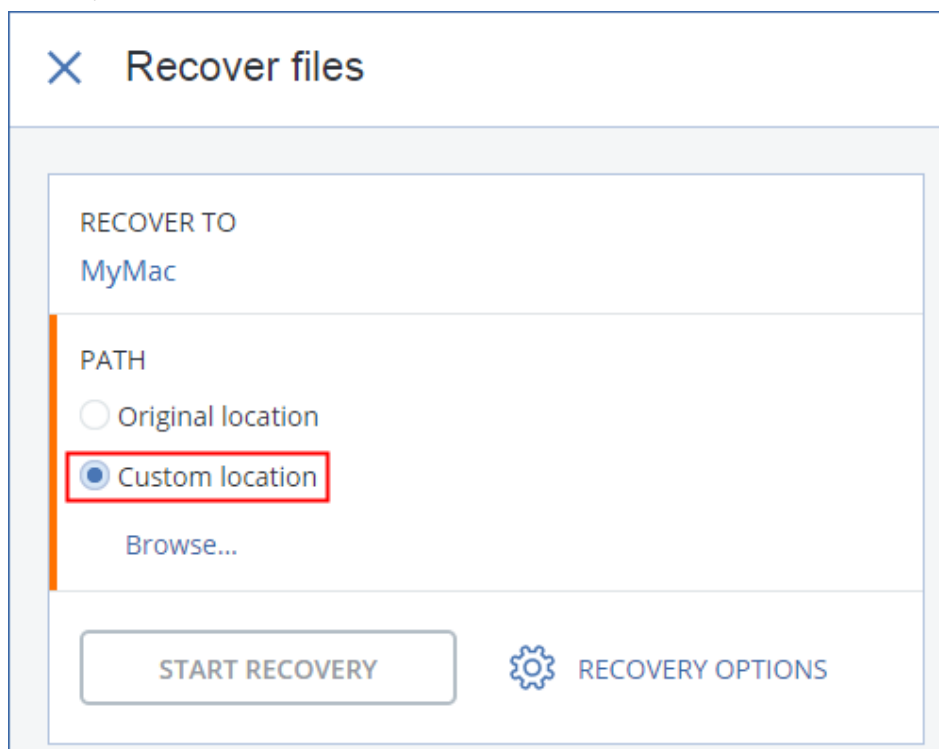 Recover files
RECOVER TO
MyMac
PATH
Original location
Custom location
Browse...
START RECOVERY
RECOVERY OPTIONS